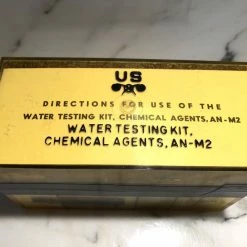 US
DIRECTIONS FOR USE OF THE
WATER TESTING KIT, CHEMICAL AGENTS, AN-M2
WATER TESTING KIT,
CHEMICAL AGENTS, AN-M2